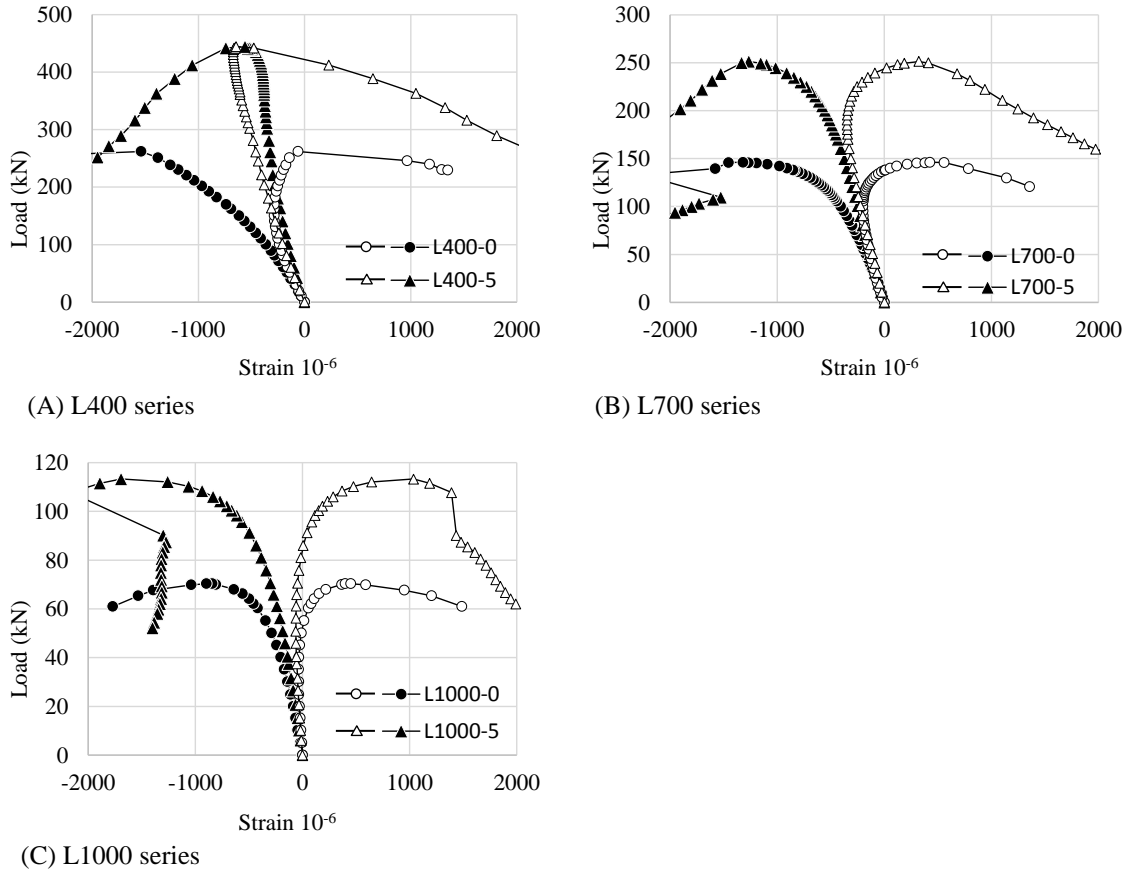 500
400
300
200
100
0
Load (kN)
-2000 -1000 0 1000 2000
Strain 10-6
L400-0
L400-5
(A) L400 series
300
250
200
150
100
50
0
Load (kN)
-2000 -1000 0 1000 2000
Strain 10-6
L700-0
L700-5
(B) L700 series
120
100
80
60
40
20
0
Load (kN)
-2000 -1000 0 1000 2000
Strain 10-6
L1000-0
L1000-5
(C) L1000 series